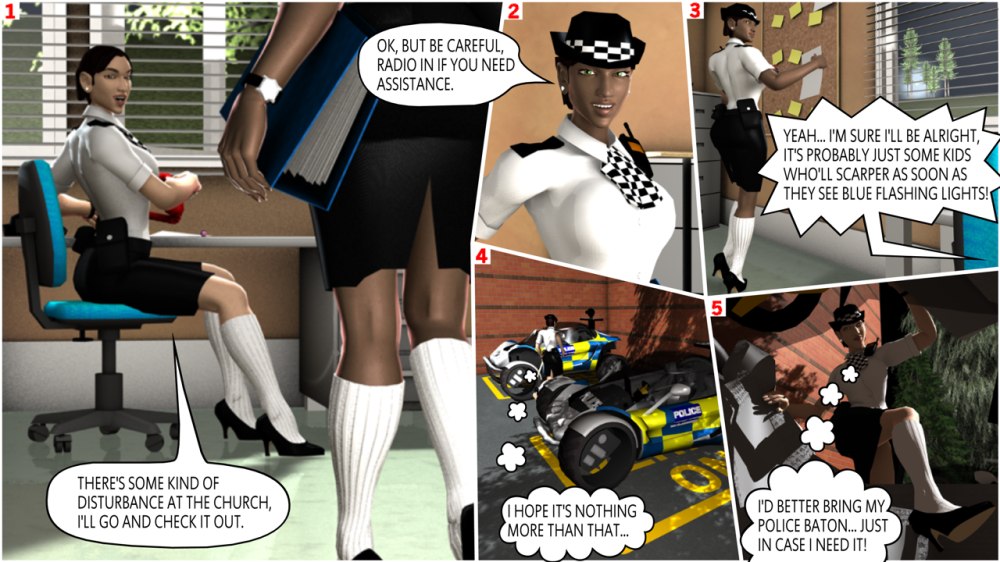 1
THERE'S SOME KIND OF
DISTURBANCE AT THE CHURCH,
I'LL GO AND CHECK IT OUT.
2
OK, BUT BE CAREFUL,
RADIO IN IF YOU NEED
ASSISTANCE.
3
YEAH... I'M SURE I'LL BE ALRIGHT,
IT'S PROBABLY JUST SOME KIDS
WHO'LL SCARPER AS SOON AS
THEY SEE BLUE FLASHING LIGHTS!
4
POLICE
I HOPE IT'S NOTHING
MORE THAN THAT...
5
I'D BETTER BRING MY
POLICE BATON... JUST
IN CASE I NEED IT!